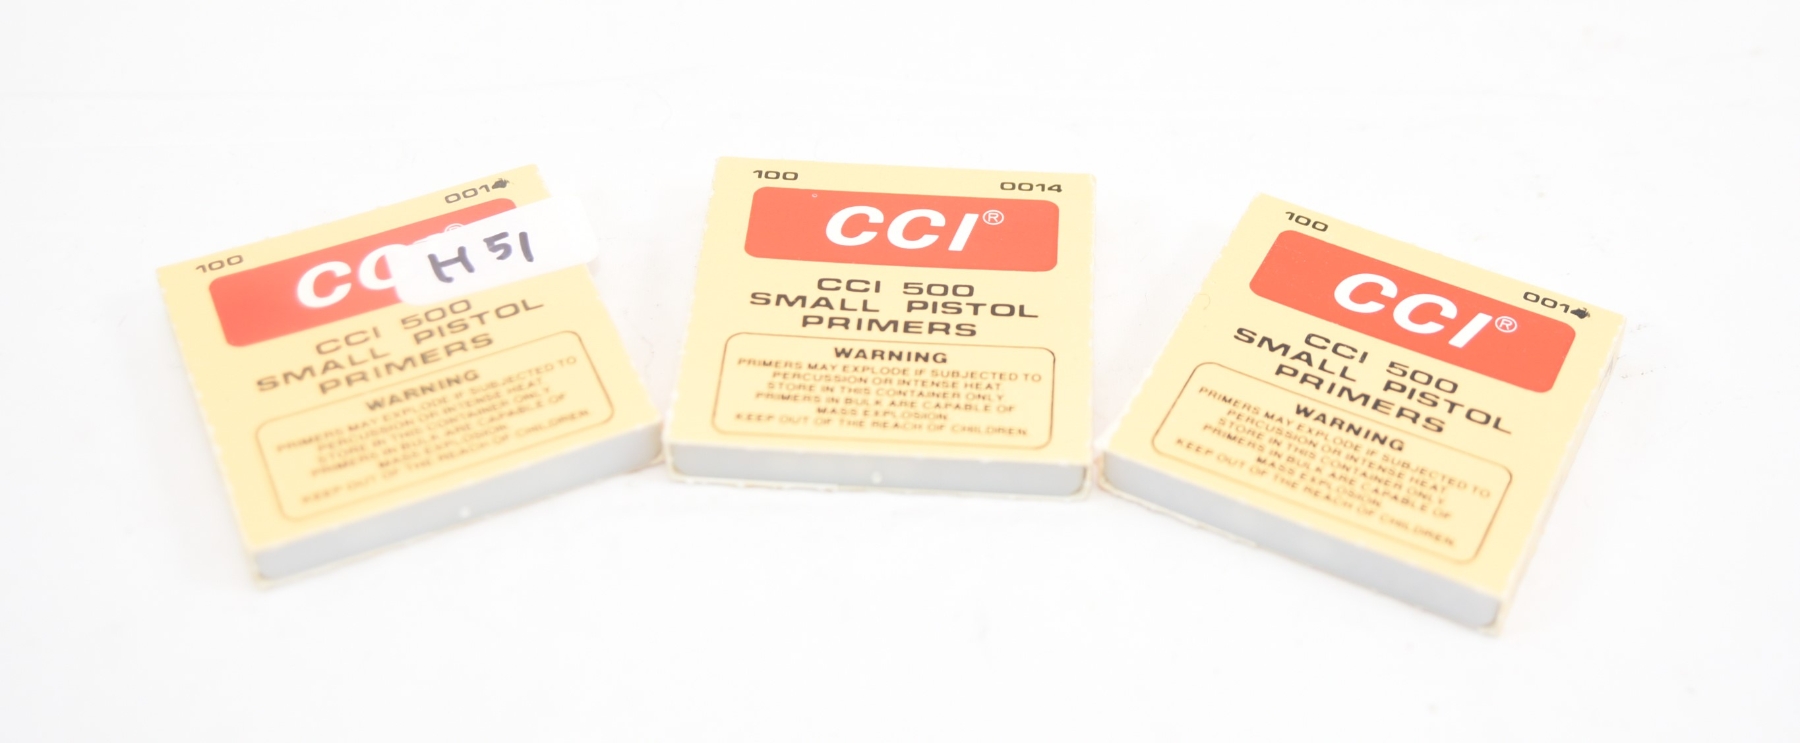 100 0014
CC
H 51
CCI 500
SMALL PISTOL
PRIMERS
WARNING
PRIMERS MAY EXPLODE IF SUBJECTED TO
PERCUSSION OR INTENSE HEAT.
STORE IN THIS CONTAINER ONLY.
PRIMERS IN BULK ARE CAPABLE OF
MASS EXPLOSION.
KEEP OUT OF THE REACH OF CHILDREN.
100 0014
CCI®
CCI 500
SMALL PISTOL
PRIMERS
WARNING
PRIMERS MAY EXPLODE IF SUBJECTED TO
PERCUSSION OR INTENSE HEAT.
STORE IN THIS CONTAINER ONLY.
PRIMERS IN BULK ARE CAPABLE OF
MASS EXPLOSION.
KEEP OUT OF THE REACH OF CHILDREN.
100 0014
CCI®
CCI 500
SMALL PISTOL
PRIMERS
WARNING
PRIMERS MAY EXPLODE IF SUBJECTED TO
PERCUSSION OR INTENSE HEAT.
STORE IN THIS CONTAINER ONLY.
PRIMERS IN BULK ARE CAPABLE OF
MASS EXPLOSION.
KEEP OUT OF THE REACH OF CHILDREN.